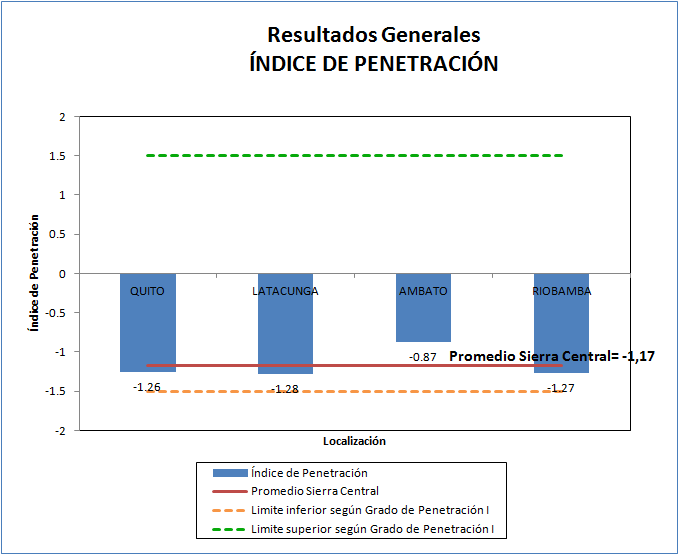 Resultados Generales
ÍNDICE DE PENETRACIÓN
2
1.5
1
0.5
0
-0.5
-1
-1.5
-2
Índice de Penetración
QUITO
LATACUNGA
AMBATO
RIOBAMBA
-1.26
-1.28
-0.87
-1.27
Promedio Sierra Central= -1,17
Localización
Índice de Penetración
Promedio Sierra Central
Limite inferior según Grado de Penetración I
Limite superior según Grado de Penetración I